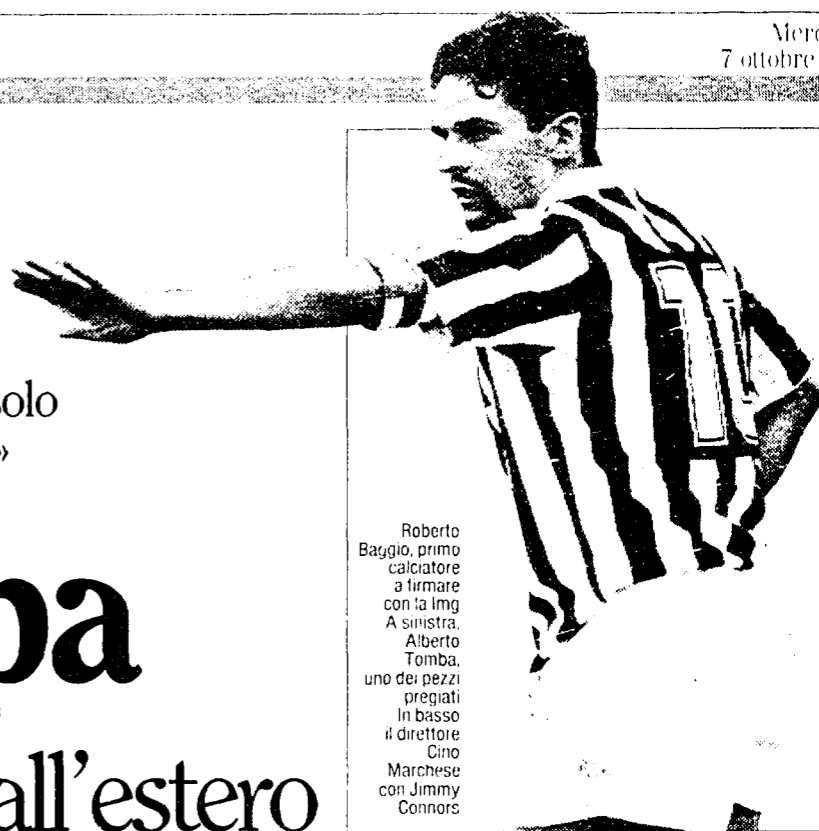 7 ottobre
olo
»
ba
all'estero
Roberto
Baggio, primo
calciatore
a firmare
con la Img
A sinistra,
Alberto
Tomba,
uno dei pezzi
pregiati
In basso
il direttore
Cino
Marchese
con Jimmy
Connors